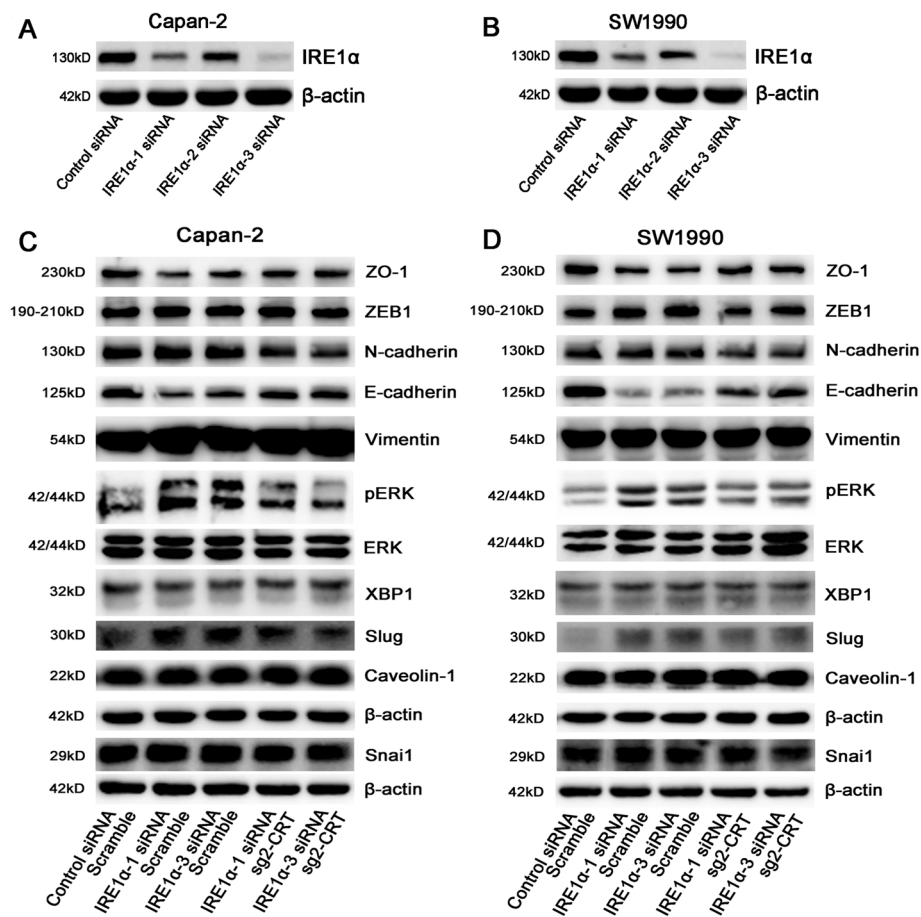 A
Capan-2
130kD
IRE1α
42kD
β-actin
Control siRNA
IRE1α-1 siRNA
IRE1α-2 siRNA
IRE1α-3 siRNA
B
SW1990
130kD
IRE1α
42kD
β-actin
Control siRNA
IRE1α-1 siRNA
IRE1α-2 siRNA
IRE1α-3 siRNA
C
Capan-2
230kD
ZO-1
190-210kD
ZEB1
130kD
N-cadherin
125kD
E-cadherin
54kD
Vimentin
42/44kD
pERK
42/44kD
ERK
32kD
XBP1
30kD
Slug
22kD
Caveolin-1
42kD
β-actin
29kD
Snai1
42kD
β-actin
Control siRNA
Scramble
IRE1α-1 siRNA
Scramble
IRE1α-3 siRNA
Scramble
IRE1α-1 siRNA
sg2-CRT
IRE1α-3 siRNA
sg2-CRT
D
SW1990
230kD
ZO-1
190-210kD
ZEB1
130kD
N-cadherin
125kD
E-cadherin
54kD
Vimentin
42/44kD
pERK
42/44kD
ERK
32kD
XBP1
30kD
Slug
22kD
Caveolin-1
42kD
β-actin
29kD
Snai1
42kD
β-actin
Control siRNA
Scramble
IRE1α-1 siRNA
Scramble
IRE1α-3 siRNA
Scramble
IRE1α-1 siRNA
sg2-CRT
IRE1α-3 siRNA
sg2-CRT